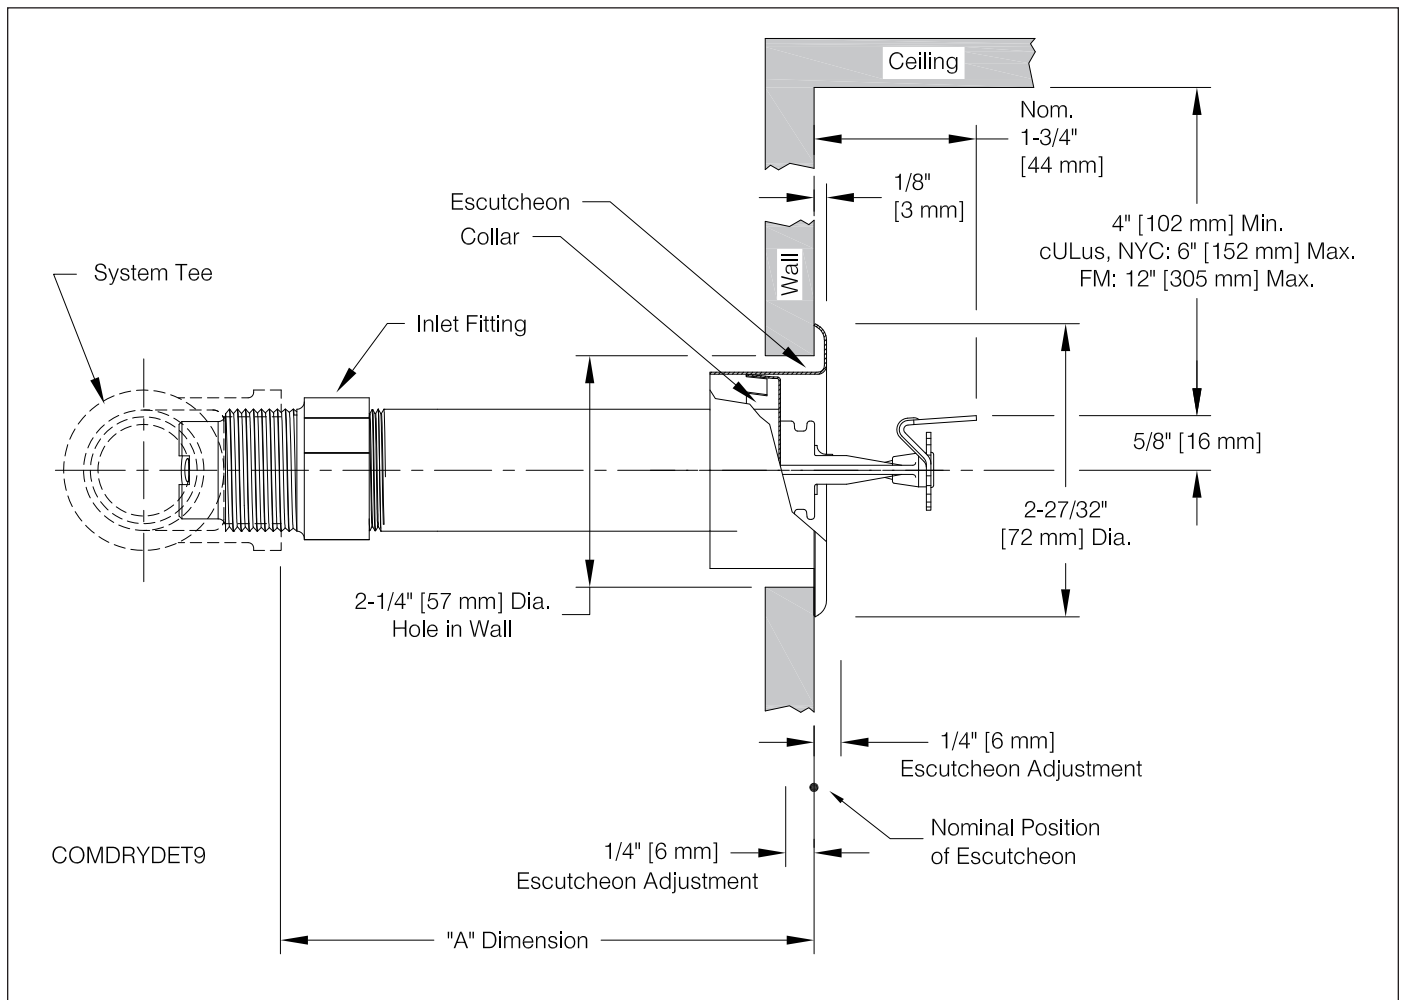 Ceiling
Nom.
1-3/4"
[44 mm]
1/8"
[3 mm]
Escutcheon
Collar
Wall
4" [102 mm] Min.
cULus, NYC: 6" [152 mm] Max.
FM: 12" [305 mm] Max.
System Tee
Inlet Fitting
5/8" [16 mm]
2-27/32"
[72 mm] Dia.
2-1/4" [57 mm] Dia.
Hole in Wall
1/4" [6 mm]
Escutcheon Adjustment
Nominal Position
of Escutcheon
COMDRYDET9
1/4" [6 mm]
Escutcheon Adjustment
"A" Dimension